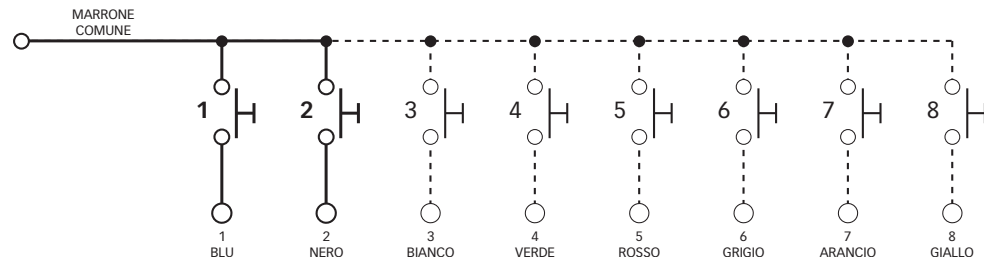 MARRONE
COMUNE
1 2 3 4 5 6 7 8
1 2 3 4 5 6 7 8
BLU NERO BIANCO VERDE ROSSO GRIGIO ARANCIO GIALLO